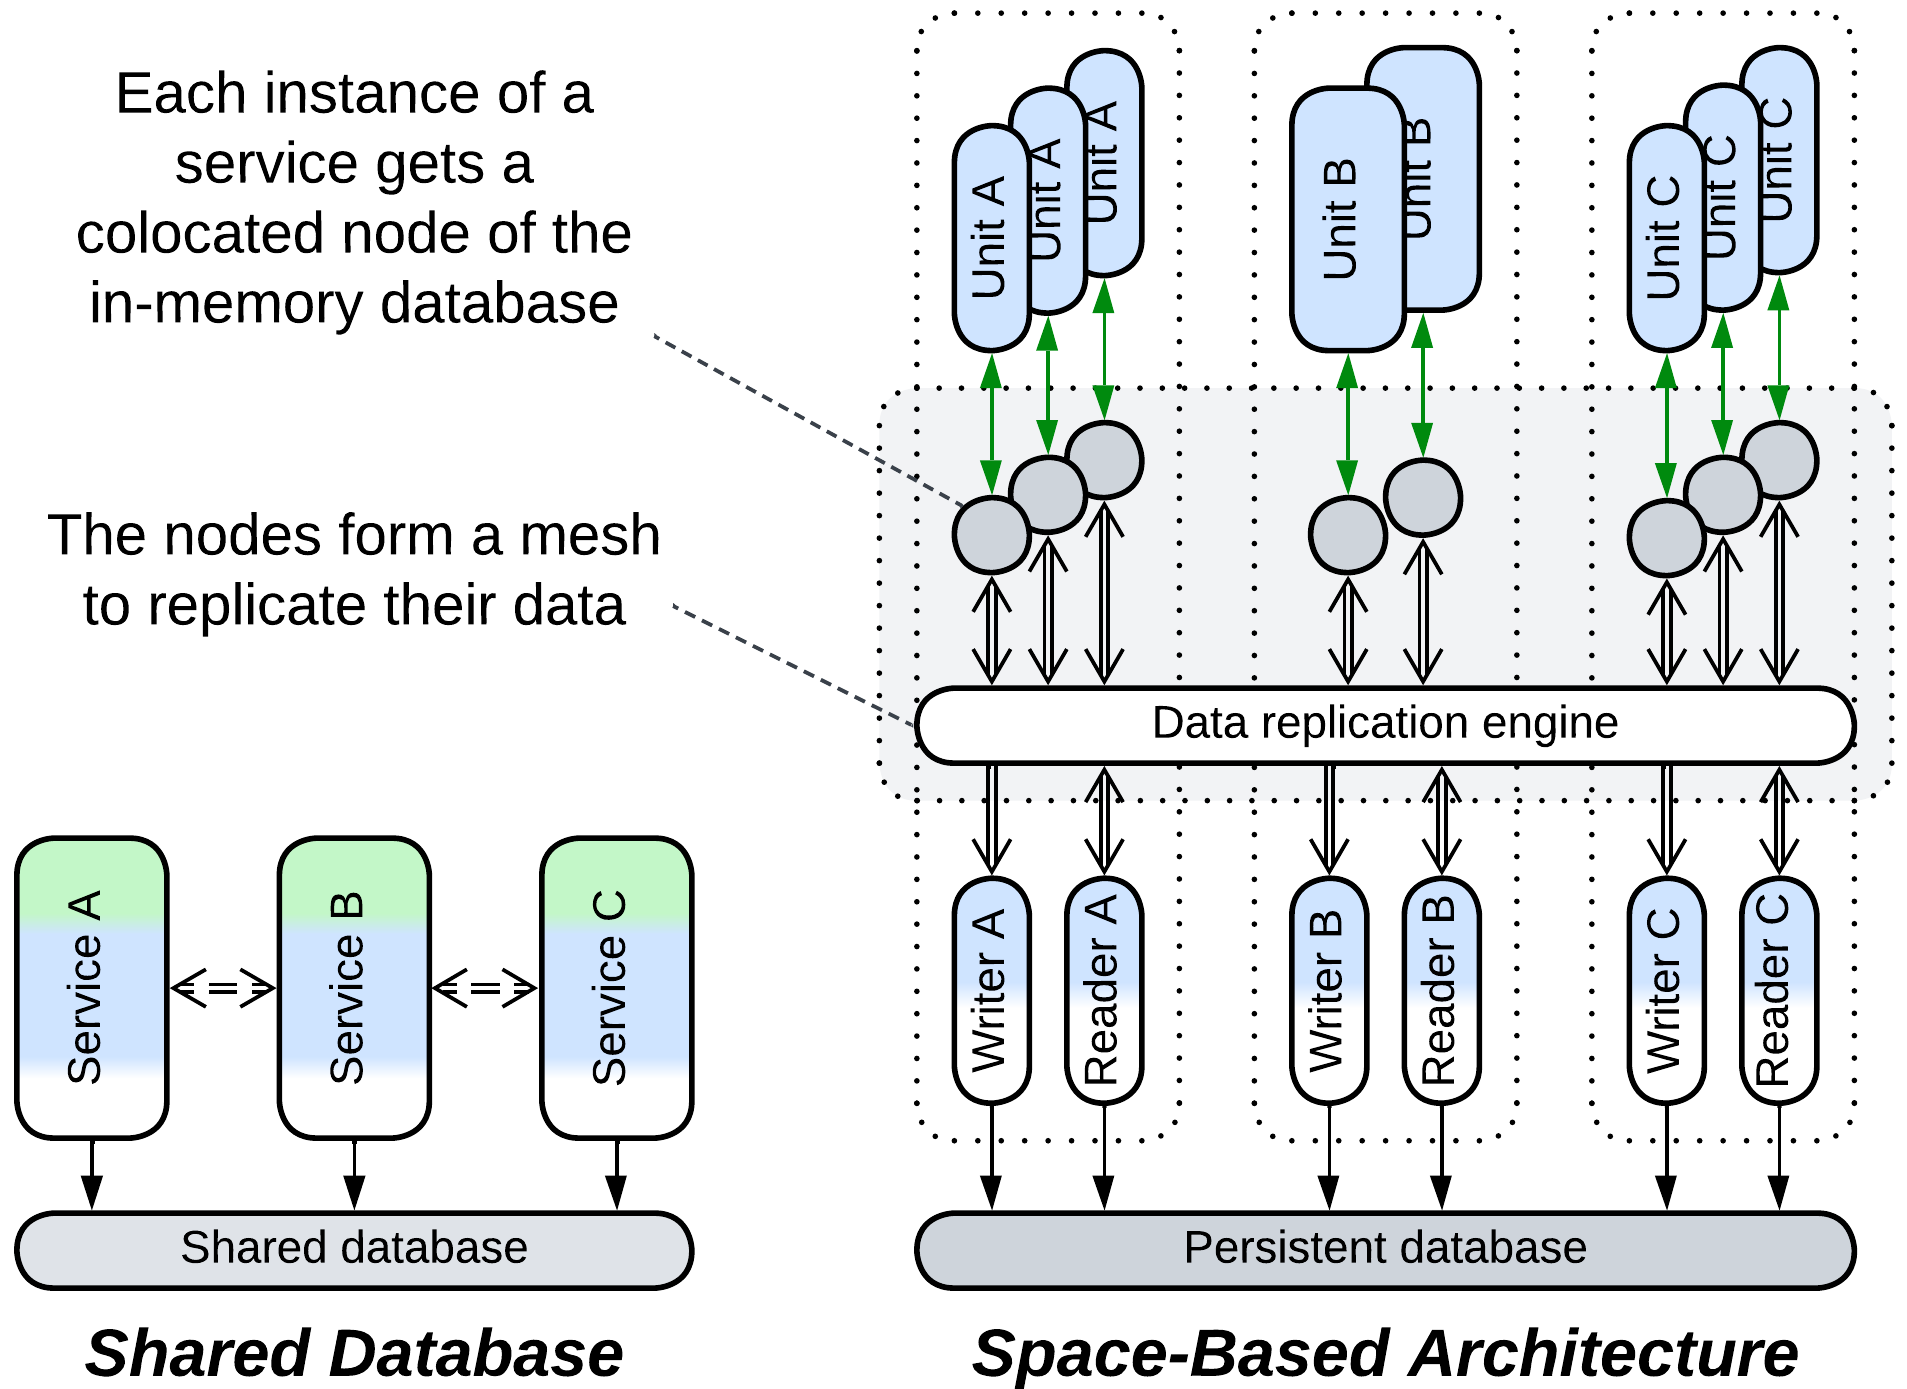 Each instance of a
service gets a
colocated node of the
in-memory database
The nodes form a mesh
to replicate their data
Service A
Service B
Service C
Shared database
Shared Database
Unit A
Unit A
Unit A
Unit B
Unit B
Unit C
Unit C
Unit C
Data replication engine
Writer A
Reader A
Writer B
Reader B
Writer C
Reader C
Persistent database
Space-Based Architecture